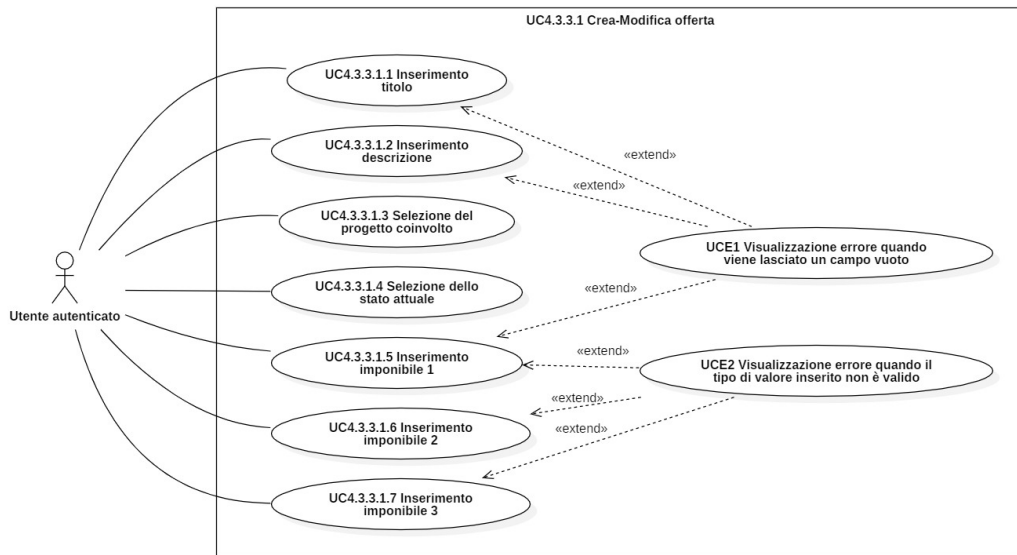 UC4.3.3.1 Crea-Modifica offerta
UC4.3.3.1.1 Inserimento
titolo
UC4.3.3.1.2 Inserimento
descrizione
«extend»
«extend»
UC4.3.3.1.3 Selezione del
progetto coinvolto
UCE1 Visualizzazione errore quando
viene lasciato un campo vuoto
UC4.3.3.1.4 Selezione dello
stato attuale
«extend»
Utente autenticato
UC4.3.3.1.5 Inserimento
imponibile 1
«extend»
UCE2 Visualizzazione errore quando il
tipo di valore inserito non è valido
«extend»
UC4.3.3.1.6 Inserimento
imponibile 2
«extend»
UC4.3.3.1.7 Inserimento
imponibile 3